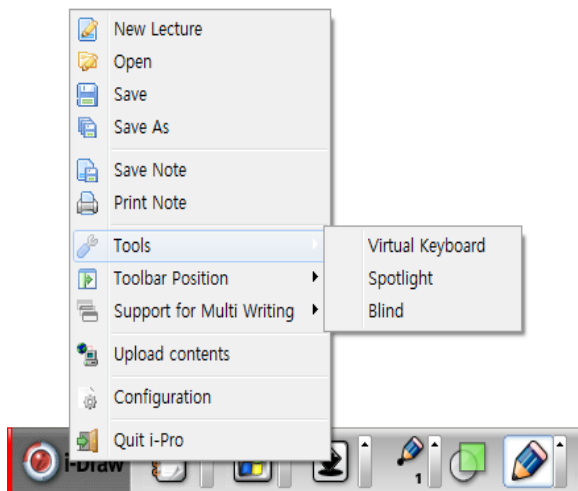 New Lecture
Open
Save
Save As
Save Note
Print Note
Tools
Virtual Keyboard
Toolbar Position
Spotlight
Support for Multi Writing
Blind
Upload contents
Configuration
Quit i-Pro
i-Draw
1